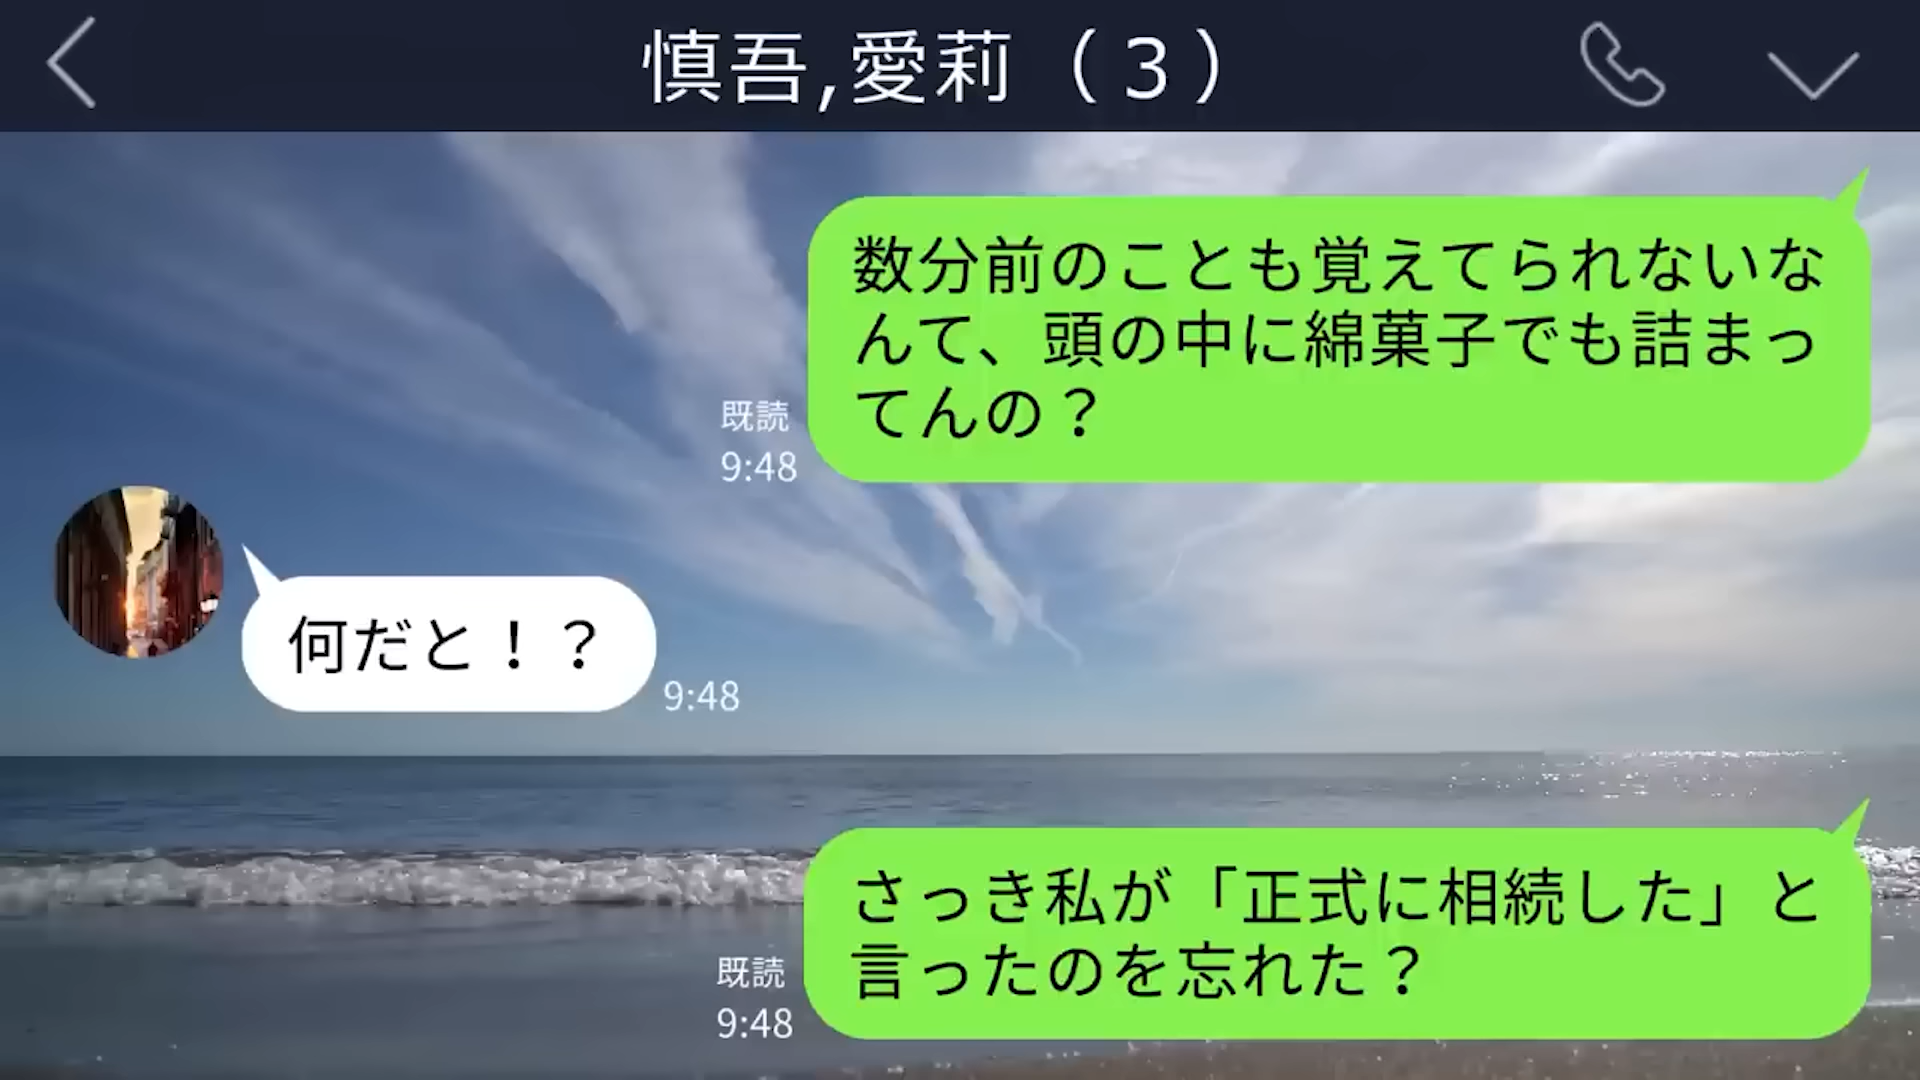 慎吾,愛莉（３）
数分前のことも覚えてられないな
んて、頭の中に綿菓子でも詰まっ
てんの？
既読
9:48
何だと！？
9:48
さっき私が「正式に相続した」と
言ったのを忘れた？
既読
9:48